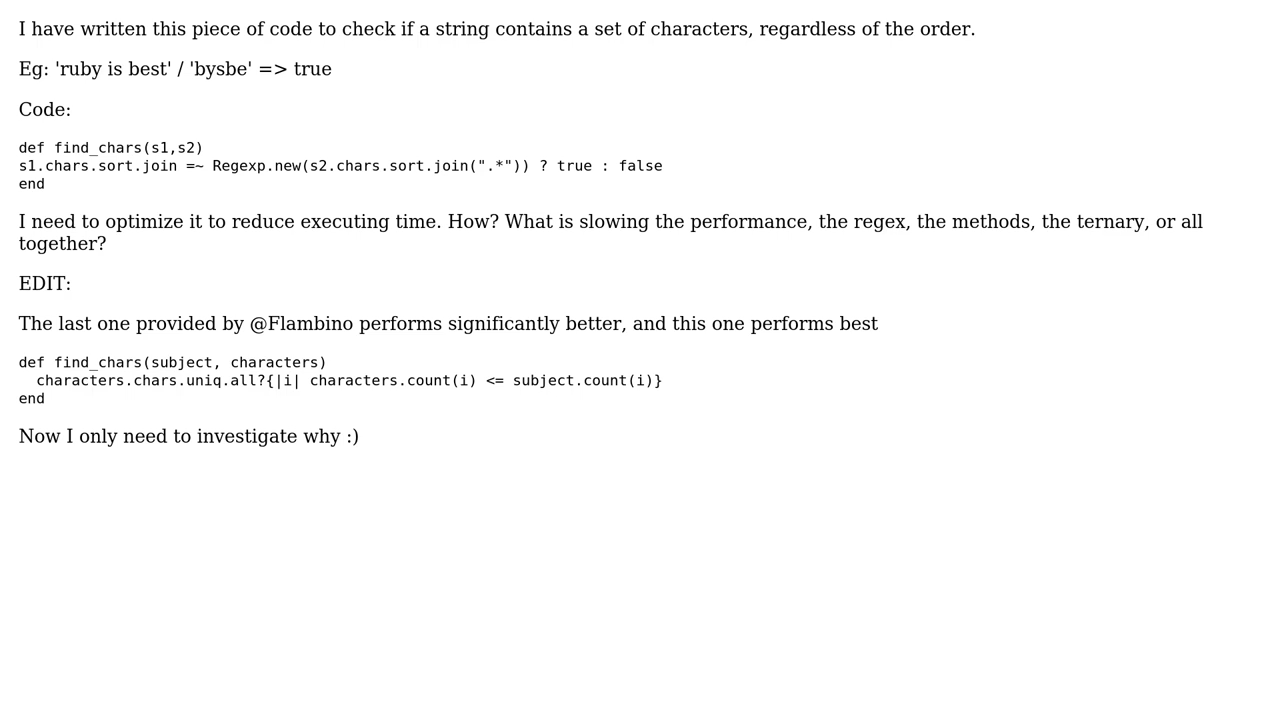 I have written this piece of code to check if a string contains a set of characters, regardless of the order.
Eg: 'ruby is best' / 'bysbe' => true
Code:
def find_chars(s1,s2)
s1.chars.sort.join =~ Regexp.new(s2.chars.sort.join(".*")) ? true : false
end
I need to optimize it to reduce executing time. How? What is slowing the performance, the regex, the methods, the ternary, or all
together?
EDIT:
The last one provided by @Flambino performs significantly better, and this one performs best
def find_chars(subject, characters)
  characters.chars.uniq.all?{|i| characters.count(i) <= subject.count(i)}
end
Now I only need to investigate why :)